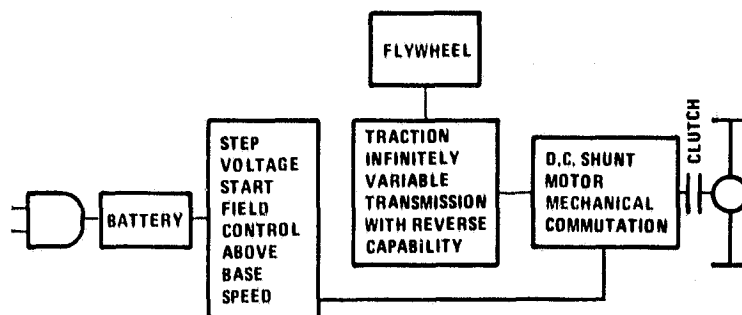 FLYWHEEL
BATTERY
STEP
VOLTAGE
START
FIELD
CONTROL
ABOVE
BASE
SPEED
TRACTION
INFINITELY
VARIABLE
TRANSMISSION
WITH REVERSE
CAPABILITY
D.C. SHUNT
MOTOR
MECHANICAL
COMMUTATION
CLUTCH